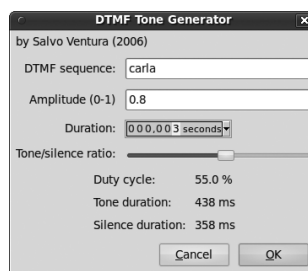 DTMF Tone Generator
by Salvo Ventura (2006)
DTMF sequence: carla
Amplitude (0-1) 0.8
Duration: 000,003 seconds
Tone/silence ratio:
Duty cycle: 55.0 %
Tone duration: 438 ms
Silence duration: 358 ms
Cancel OK